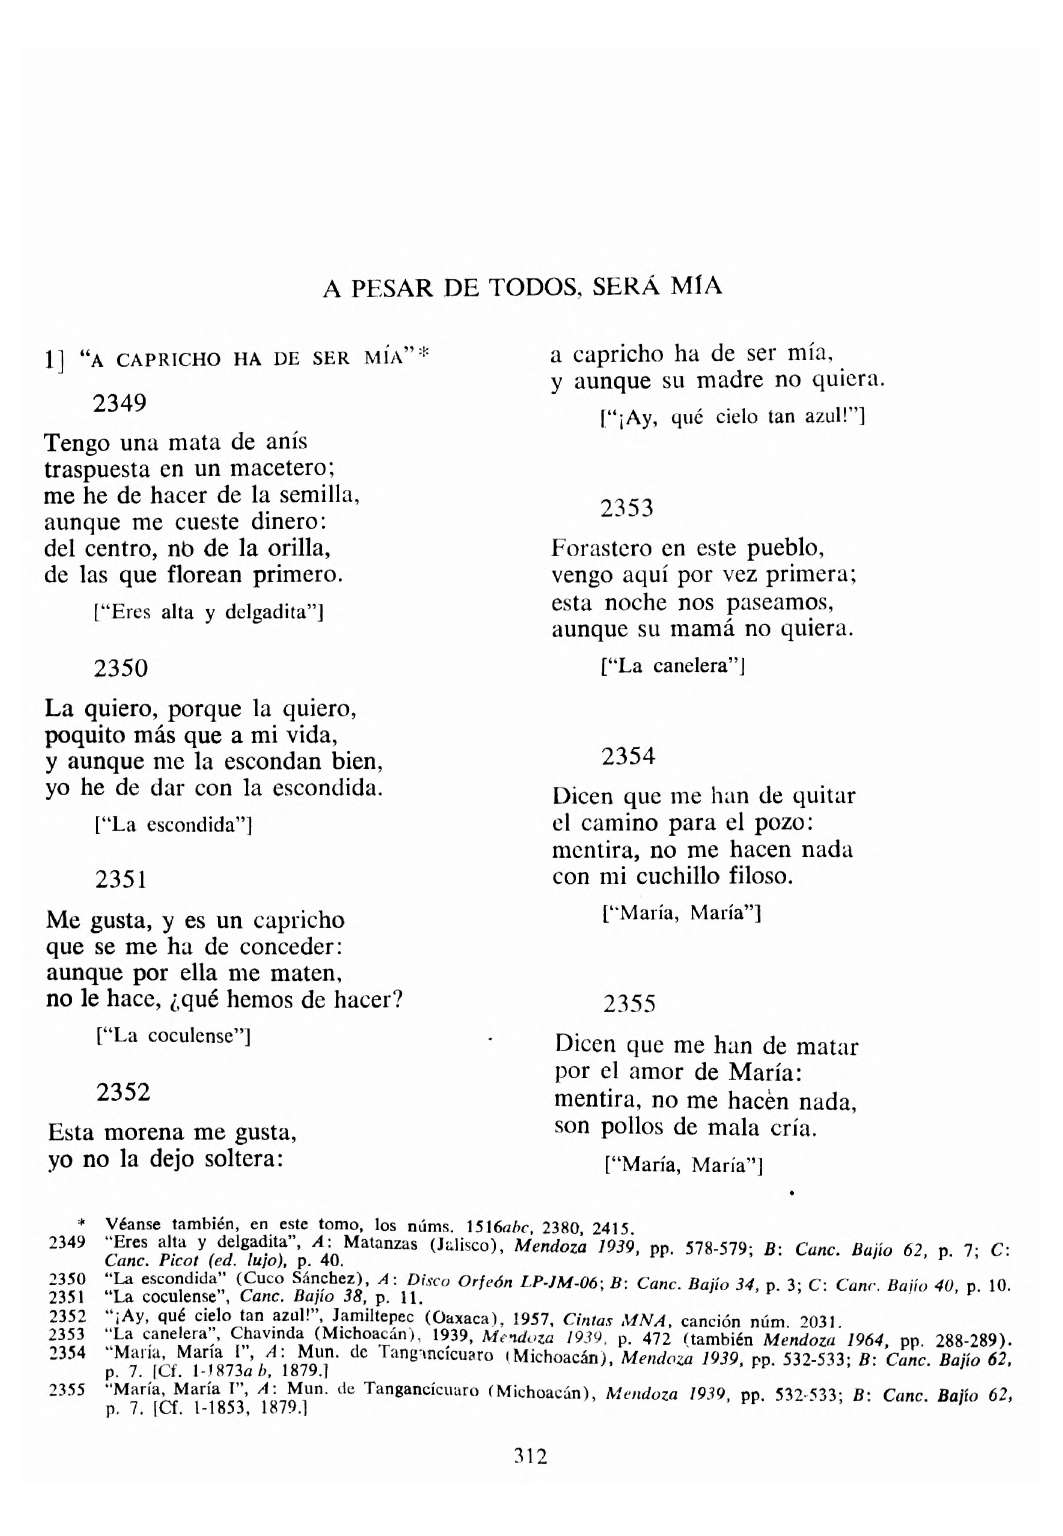 A PESAR DE TODOS, SERÁ MÍA
1] “A CAPRICHO HA DE SER MÍA”*
2349
Tengo una mata de anís
traspuesta en un macetero;
me he de hacer de la semilla,
aunque me cueste dinero:
del centro, no de la orilla,
de las que florean primero.
[“Eres alta y delgadita”]
2350
La quiero, porque la quiero,
poquito más que a mi vida,
y aunque me la escondan bien,
yo he de dar con la escondida.
[“La escondida”]
2351
Me gusta, y es un capricho
que se me ha de conceder:
aunque por ella me maten,
no le hace, ¿qué hemos de hacer?
[“La coculense”]
2352
Esta morena me gusta,
yo no la dejo soltera:
a capricho ha de ser mía,
y aunque su madre no quiera.
[“¡Ay, qué cielo tan azul!”]
2353
Forastero en este pueblo,
vengo aquí por vez primera;
esta noche nos paseamos,
aunque su mamá no quiera.
[“La canelera”]
2354
Dicen que me han de quitar
el camino para el pozo:
mentira, no me hacen nada
con mi cuchillo filoso.
[“María, María”]
2355
Dicen que me han de matar
por el amor de María:
mentira, no me hacen nada,
son pollos de mala cría.
[“María, María”]
* Véanse también, en este tomo, los núms. 1516abc, 2380, 2415.
2349 “Eres alta y delgadita”, A: Matanzas (Jalisco), Mendoza 1939, pp. 578-579; B: Canc. Bajío 62, p. 7; C:
Canc. Picot (ed. lujo), p. 40.
2350 “La escondida” (Cuco Sánchez), A: Disco Orfeón LP-JM-06; B: Canc. Bajío 34, p. 3; C: Canc. Bajío 40, p. 10.
2351 “La coculense”, Canc. Bajío 38, p. 11.
2352 “¡Ay, qué cielo tan azul!”, Jamiltepec (Oaxaca), 1957, Cintas MNA, canción núm. 2031.
2353 “La canelera”, Chavinda (Michoacán), 1939, Mendoza 1939, p. 472 (también Mendoza 1964, pp. 288-289).
2354 “María, María I”, A: Mun. de Tangancícuaro (Michoacán), Mendoza 1939, pp. 532-533; B: Canc. Bajío 62,
p. 7. [Cf. 1-1873a b, 1879.]
2355 “María, María I”, A: Mun. de Tangancícuaro (Michoacán), Mendoza 1939, pp. 532-533; B: Canc. Bajío 62,
p. 7. [Cf. 1-1853, 1879.]
312